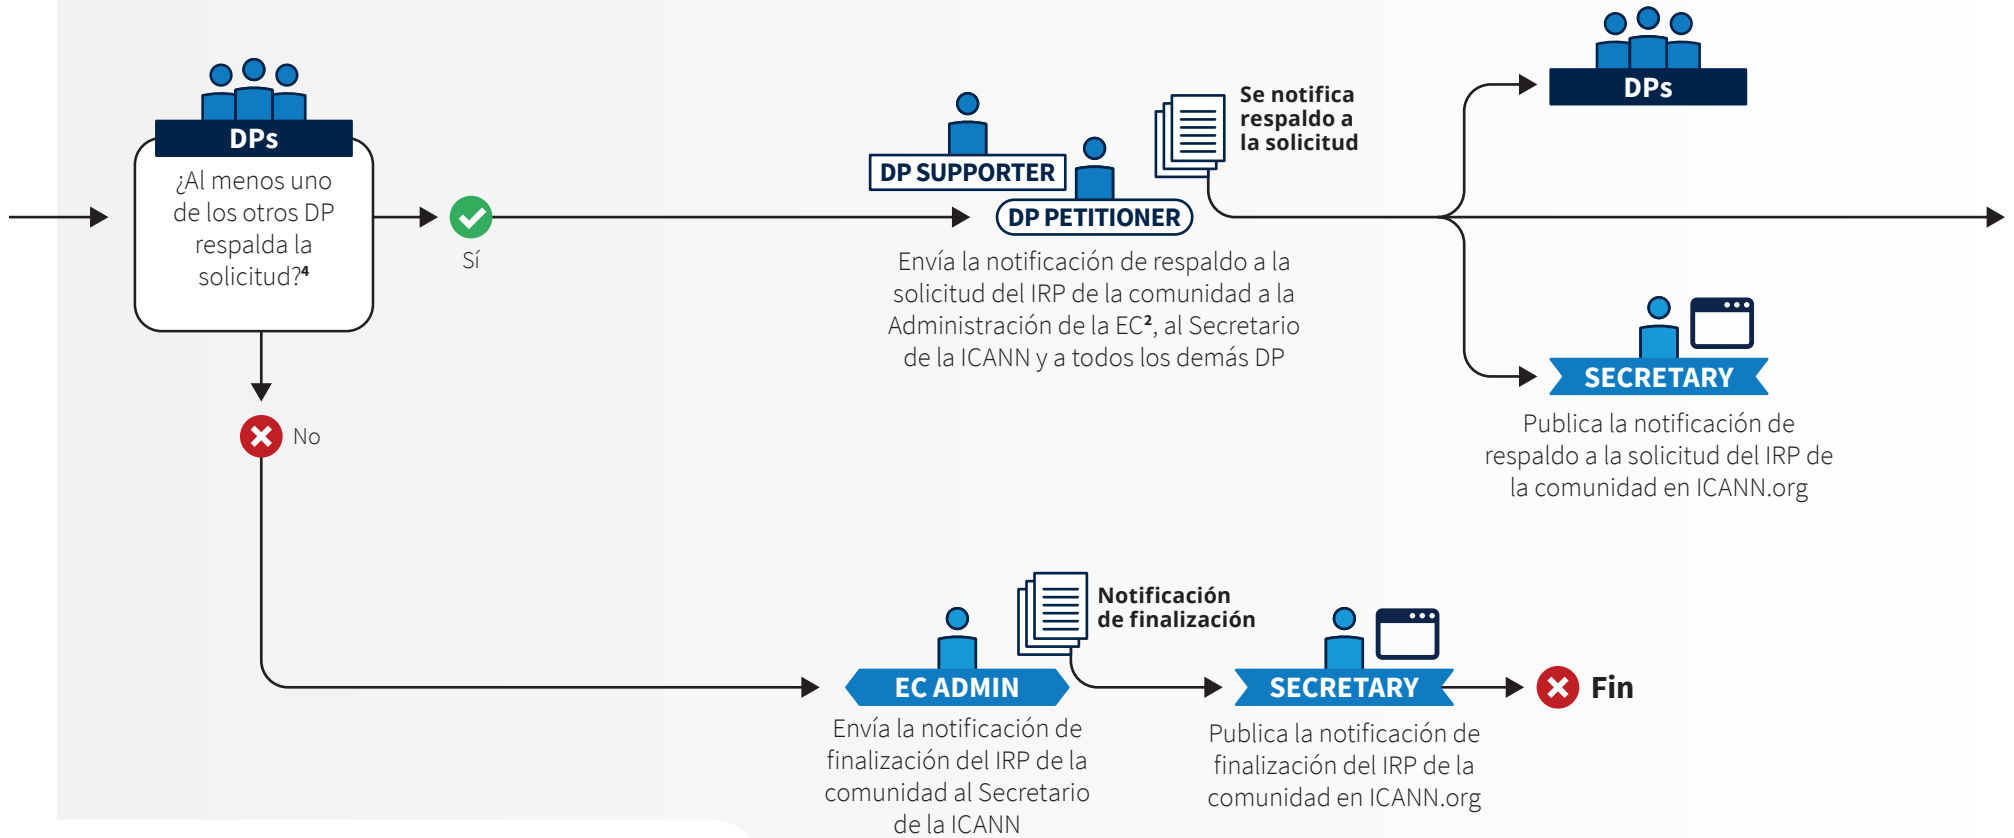 DPs
¿Al menos uno
de los otros DP
respalda la
solicitud?4
Sí
No
DP SUPPORTER
DP PETITIONER
Envía la notificación de respaldo a la
solicitud del IRP de la comunidad a la
Administración de la EC2, al Secretario
de la ICANN y a todos los demás DP
Se notifica
respaldo a
la solicitud
DPs
SECRETARY
Publica la notificación de
respaldo a la solicitud del IRP de
la comunidad en ICANN.org
EC ADMIN
Envía la notificación de
finalización del IRP de la
comunidad al Secretario
de la ICANN
Notificación
de finalización
SECRETARY
Publica la notificación de
finalización del IRP de la
comunidad en ICANN.org
Fin